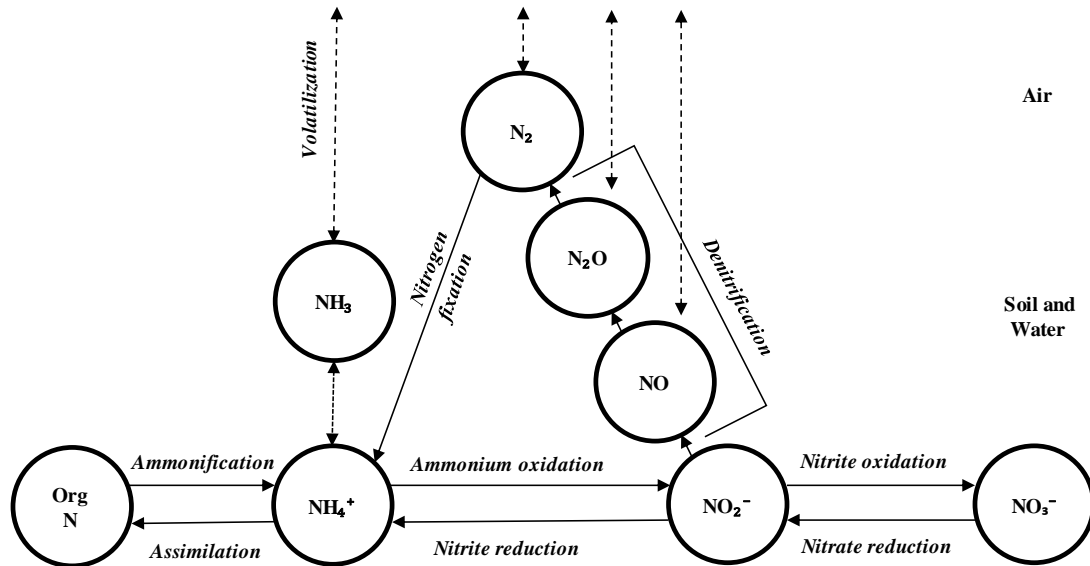 Volatilization
N₂
Air
Nitrogen
fixation
N₂O
Denitrification
NH₃
Soil and
Water
NO
Ammonification
Ammonium oxidation
Nitrite oxidation
Org
N
NH₄⁺
NO₂⁻
NO₃⁻
Assimilation
Nitrite reduction
Nitrate reduction